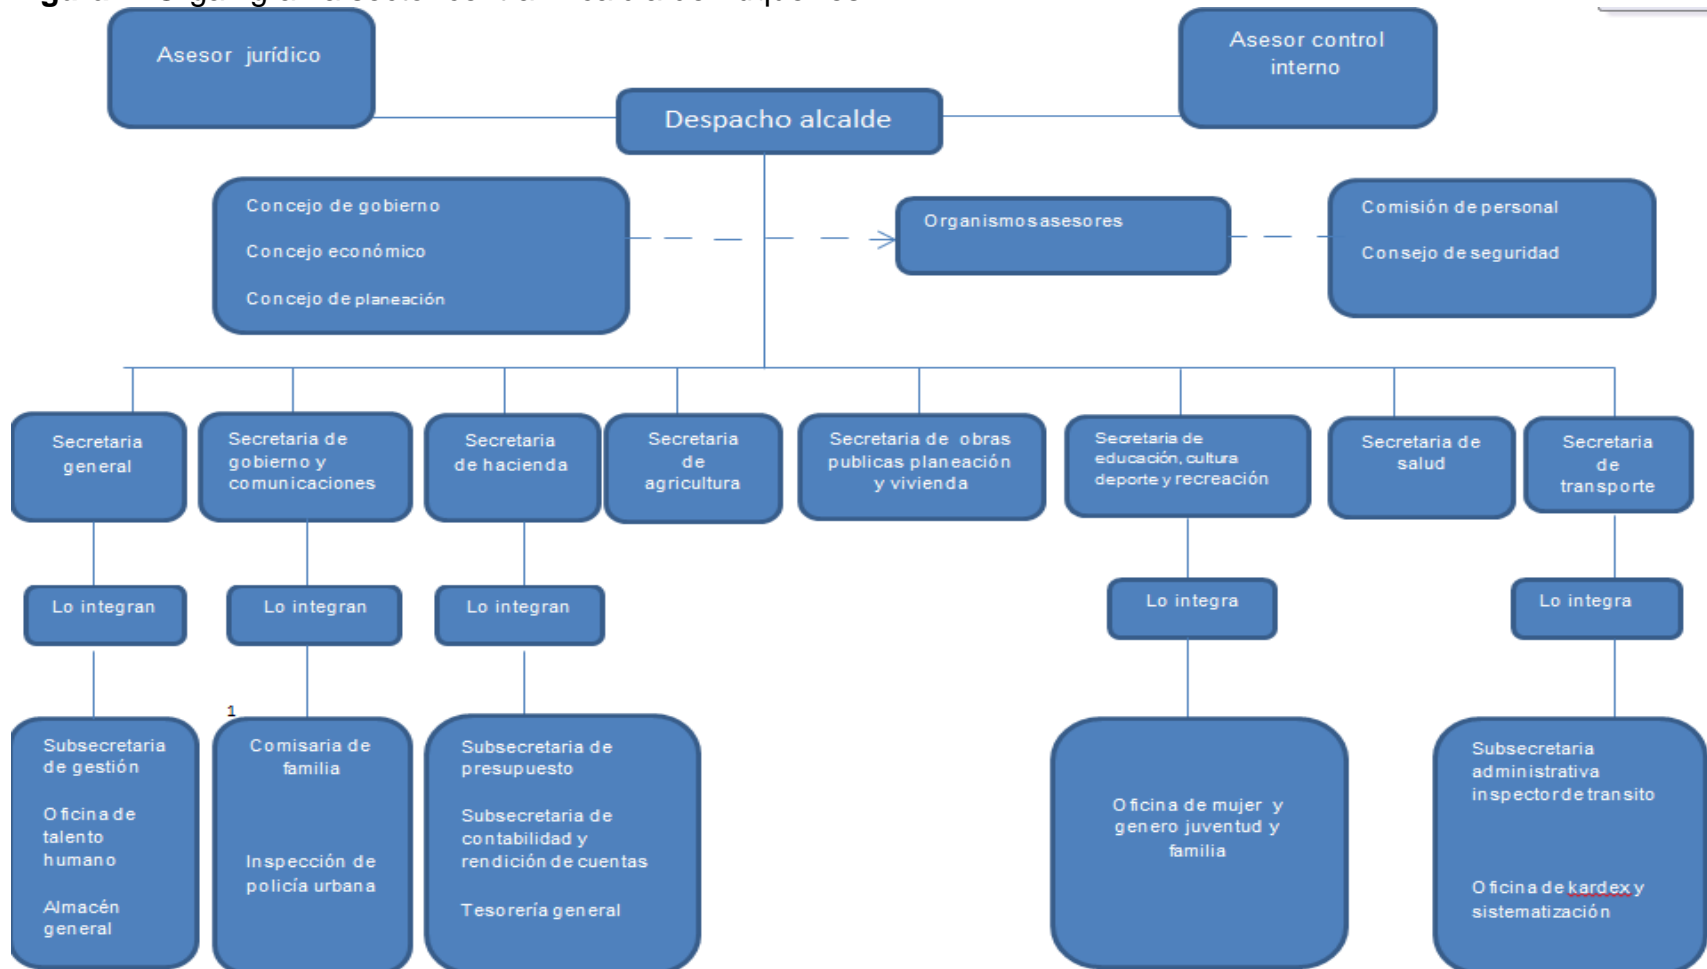 Asesor jurídico
Asesor control
interno
Despacho alcalde
Concejo de gobierno
Concejo económico
Concejo de planeación
Organismos asesores
Comisión de personal
Consejo de seguridad
Secretaria
general
Secretaria de
gobierno y
comunicaciones
Secretaria
de hacienda
Secretaria
de
agricultura
Secretaria de obras
publicas planeación
y vivienda
Secretaria de
educación, cultura
deporte y recreación
Secretaria de
salud
Secretaria
de
transporte
Lo integran
Lo integran
Lo integran
Lo integra
Lo integra
1
Subsecretaria
de gestión
Oficina de
talento
humano
Almacén
general
Comisaria de
familia
Inspección de
policía urbana
Subsecretaria de
presupuesto
Subsecretaria de
contabilidad y
rendición de cuentas
Tesorería general
Oficina de mujer y
genero juventud y
familia
Subsecretaria
administrativa
inspector de transito
Oficina de kardex y
sistematización